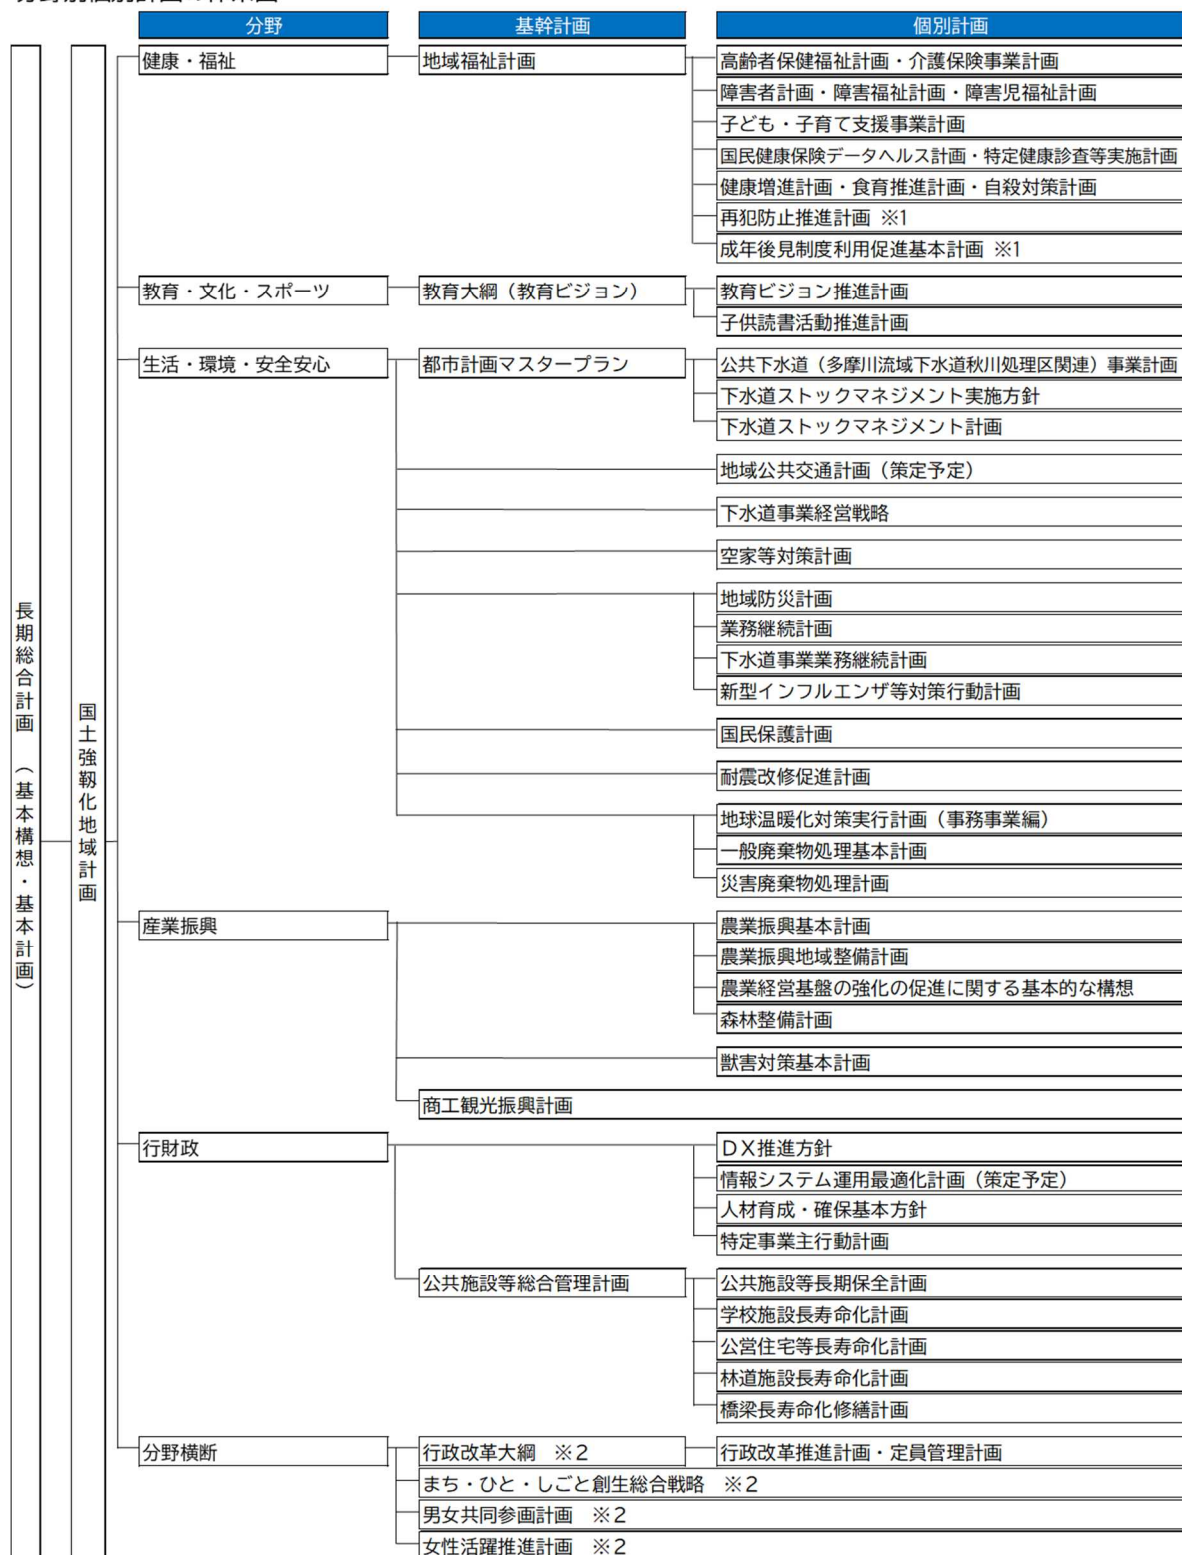 分野
基幹計画
個別計画
長期総合計画（基本構想・基本計画）
国土強靱化地域計画
健康・福祉
地域福祉計画
高齢者保健福祉計画・介護保険事業計画
障害者計画・障害福祉計画・障害児福祉計画
子ども・子育て支援事業計画
国民健康保険データヘルス計画・特定健康診査等実施計画
健康増進計画・食育推進計画・自殺対策計画
再犯防止推進計画 ※1
成年後見制度利用促進基本計画 ※1
教育・文化・スポーツ
教育大綱（教育ビジョン）
教育ビジョン推進計画
子供読書活動推進計画
生活・環境・安全安心
都市計画マスタープラン
公共下水道（多摩川流域下水道秋川処理区関連）事業計画
下水道ストックマネジメント実施方針
下水道ストックマネジメント計画
地域公共交通計画（策定予定）
下水道事業経営戦略
空家等対策計画
地域防災計画
業務継続計画
下水道事業業務継続計画
新型インフルエンザ等対策行動計画
国民保護計画
耐震改修促進計画
地球温暖化対策実行計画（事務事業編）
一般廃棄物処理基本計画
災害廃棄物処理計画
産業振興
農業振興基本計画
農業振興地域整備計画
農業経営基盤の強化の促進に関する基本的な構想
森林整備計画
獣害対策基本計画
商工観光振興計画
行財政
ＤＸ推進方針
情報システム運用最適化計画（策定予定）
人材育成・確保基本方針
特定事業主行動計画
公共施設等総合管理計画
公共施設等長期保全計画
学校施設長寿命化計画
公営住宅等長寿命化計画
林道施設長寿命化計画
橋梁長寿命化修繕計画
分野横断
行政改革大綱　※２
行政改革推進計画・定員管理計画
まち・ひと・しごと創生総合戦略　※２
男女共同参画計画　※２
女性活躍推進計画　※２